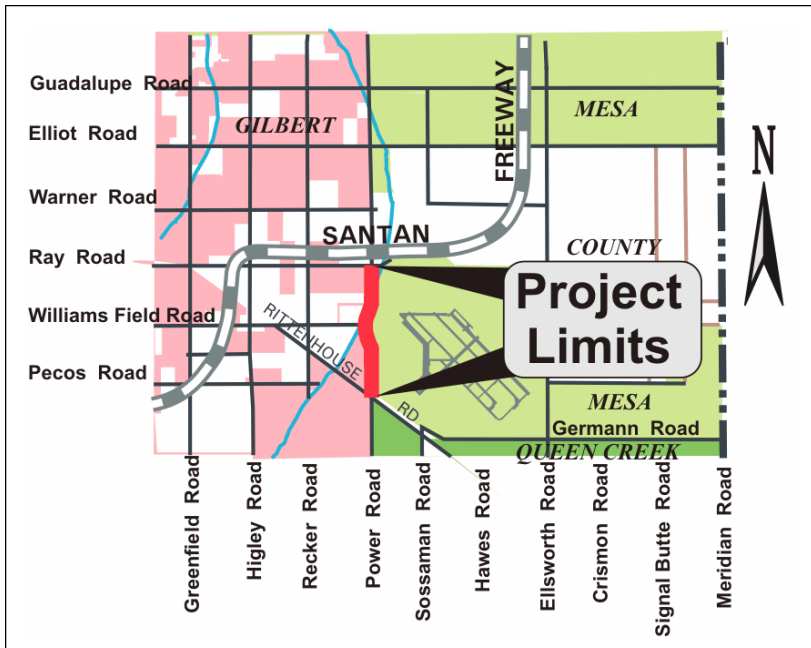 Guadalupe Road
Elliot Road
Warner Road
Ray Road
Williams Field Road
Pecos Road
GILBERT
MESA
FREEWAY
SANTAN
COUNTY
N
Project
Limits
RITTENHOUSE
RD
MESA
Germann Road
QUEEN CREEK
Greenfield Road
Higley Road
Recker Road
Power Road
Sossaman Road
Hawes Road
Ellsworth Road
Crismon Road
Signal Butte Road
Meridian Road